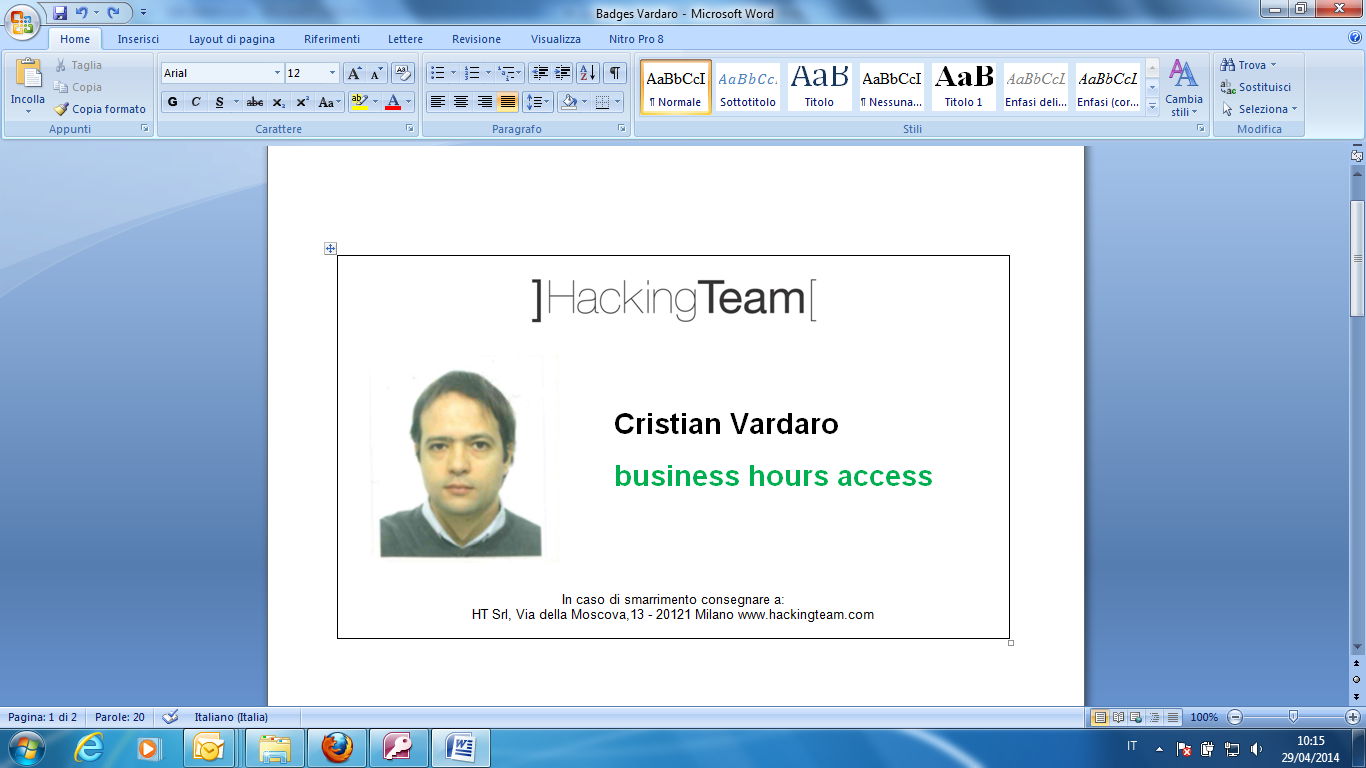 Badges Vardaro - Microsoft Word
Home Inserisci Layout di pagina Riferimenti Lettere Revisione Visualizza Nitro Pro 8
Incolla
Taglia
Copia
Copia formato
Appunti
Arial 12
G C S abc x₂ x² Aa
ab A
Carattere
Paragrafo
AaBbCcI AaBbCc. AaB AaBbCcI AaB AaBbCcI AaBbCcI
¶ Normale Sottotitolo Titolo ¶ Nessuna... Titolo 1 Enfasi deli... Enfasi (cor...
Cambia
stili
Stili
Trova
Sostituisci
Seleziona
Modifica
]HackingTeam[
Cristian Vardaro
business hours access
In caso di smarrimento consegnare a:
HT Srl, Via della Moscova,13 - 20121 Milano www.hackingteam.com
Pagina: 1 di 2 Parole: 20 Italiano (Italia) 100%
IT
10:15
29/04/2014